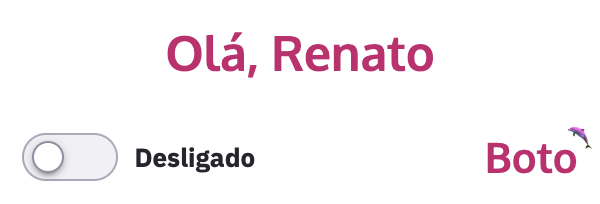 Olá, Renato
Desligado
Boto